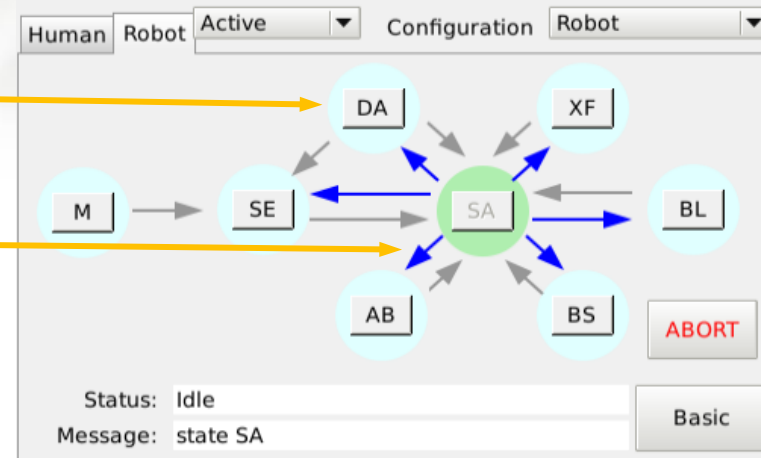 Human Robot Active Configuration Robot
DA XF
M SE SA BL
AB BS
ABORT
Status: Idle
Basic
Message: state SA